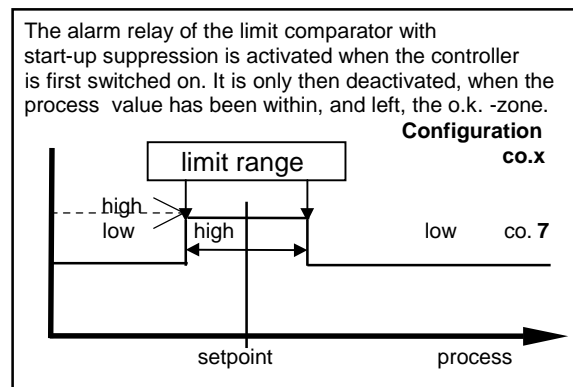 The alarm relay of the limit comparator with
start-up suppression is activated when the controller
is first switched on. It is only then deactivated, when the
process value has been within, and left, the o.k. -zone.
Configuration
co.x
limit range
high
low high low co. 7
setpoint process